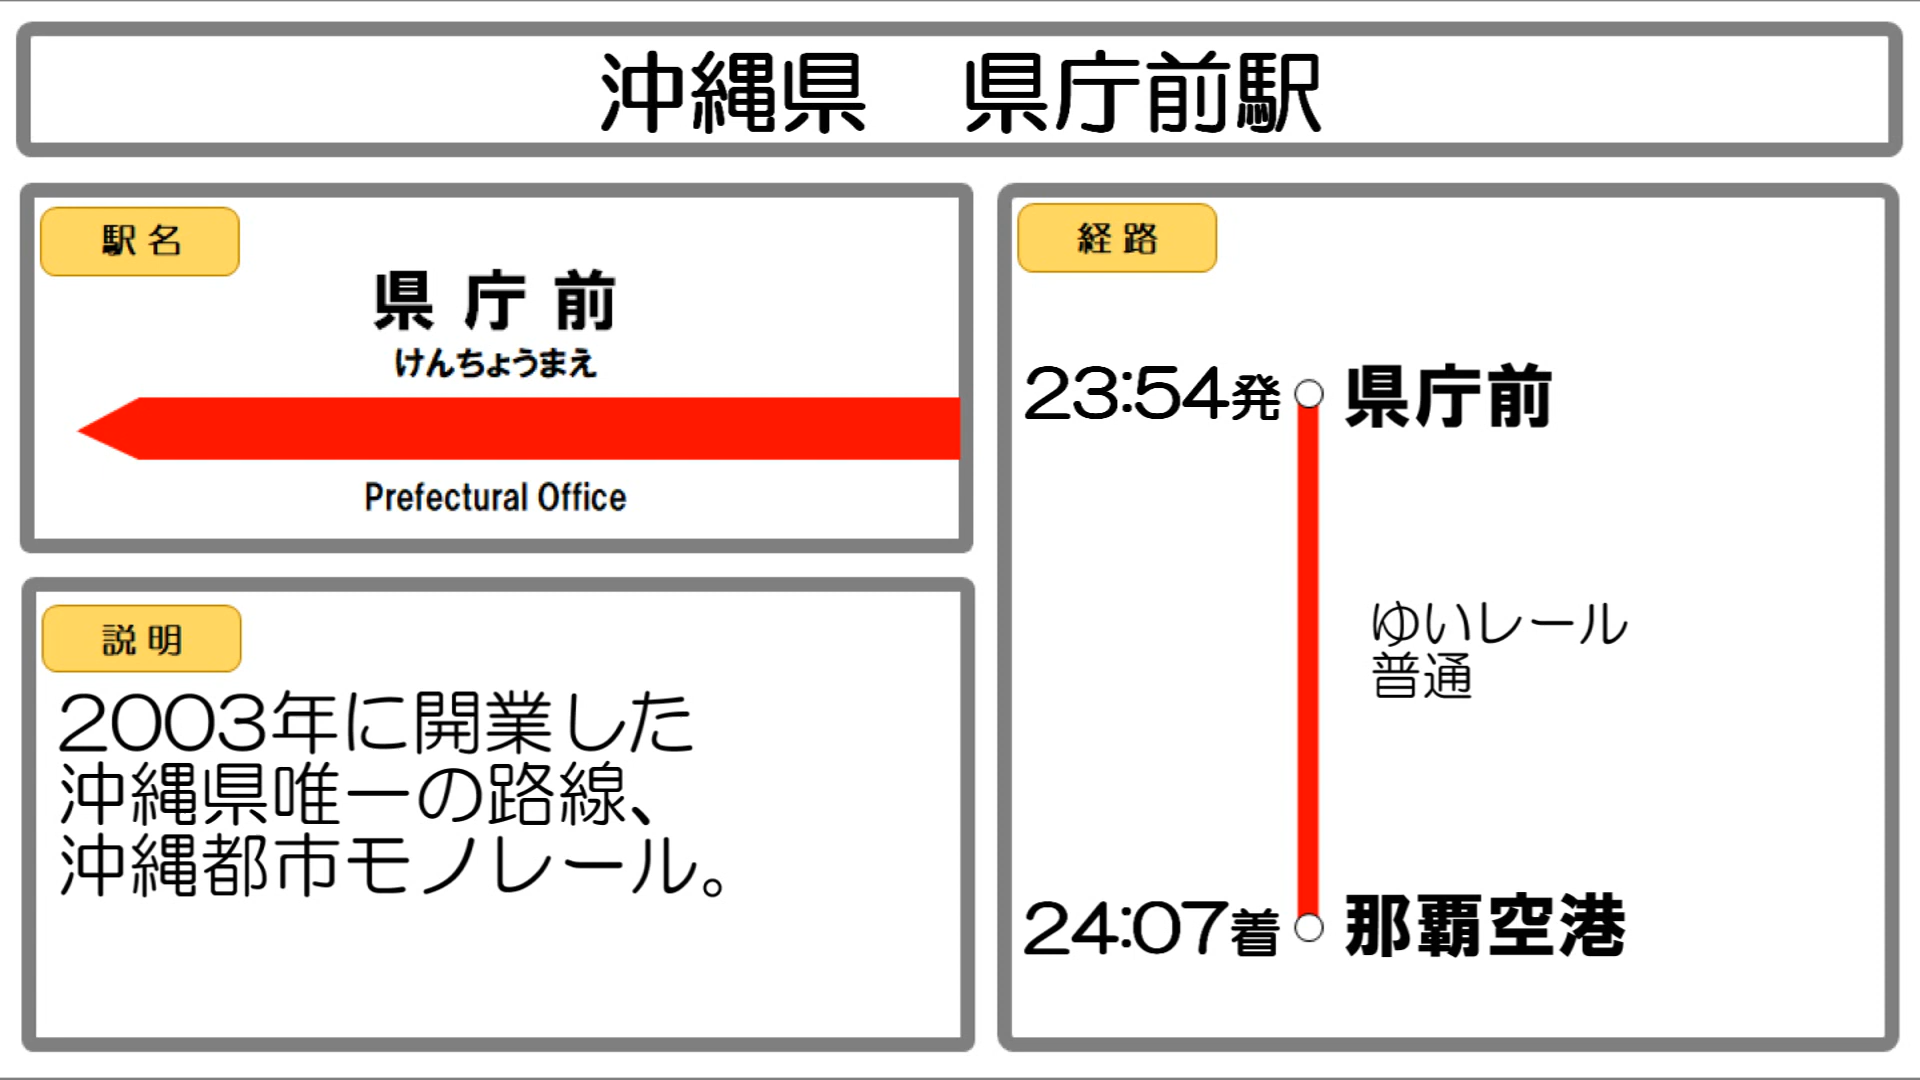 沖縄県　県庁前駅
駅名
県庁前
けんちょうまえ
Prefectural Office
説明
2003年に開業した
沖縄県唯一の路線、
沖縄都市モノレール。
経路
23:54発 県庁前
ゆいレール
普通
24:07着 那覇空港